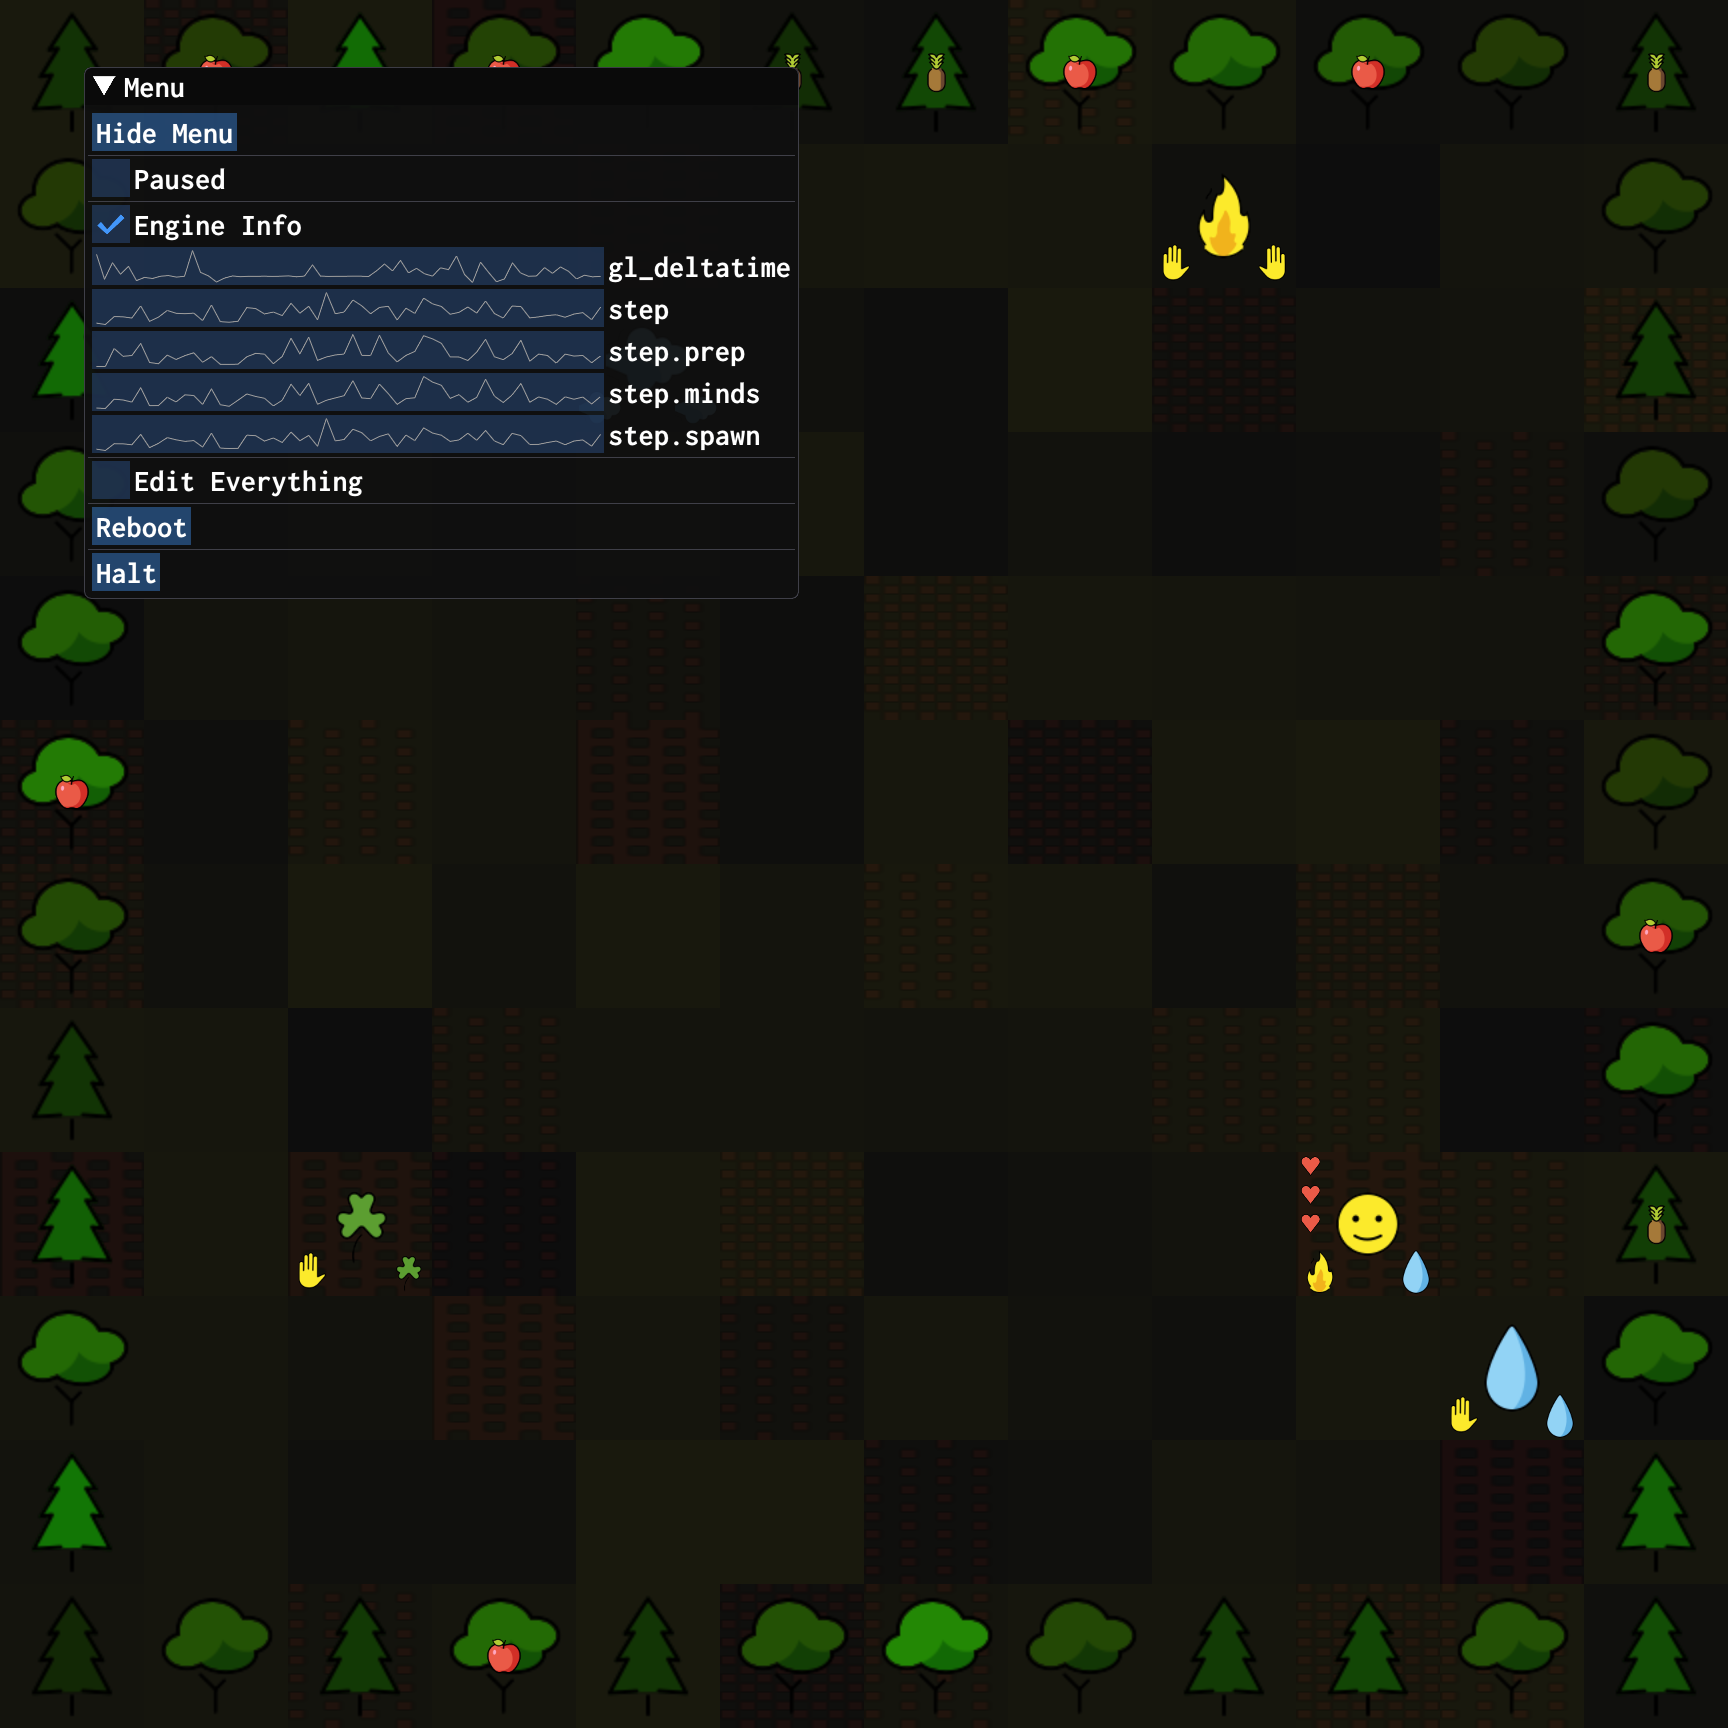 Menu
Hide Menu
Paused
Engine Info
gl_deltatime
step
step.prep
step.minds
step.spawn
Edit Everything
Reboot
Halt